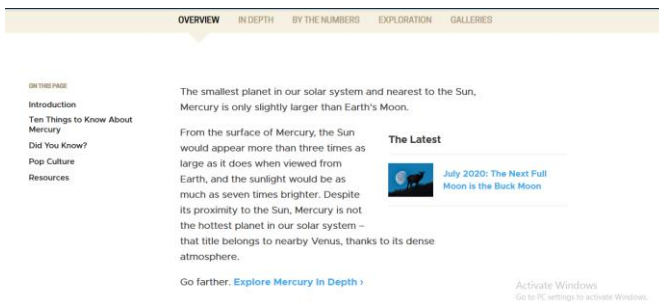 OVERVIEW IN DEPTH BY THE NUMBERS EXPLORATION GALLERIES
ON THIS PAGE
Introduction
Ten Things to Know About
Mercury
Did You Know?
Pop Culture
Resources
The smallest planet in our solar system and nearest to the Sun,
Mercury is only slightly larger than Earth's Moon.
From the surface of Mercury, the Sun
would appear more than three times as
large as it does when viewed from
Earth, and the sunlight would be as
much as seven times brighter. Despite
its proximity to the Sun, Mercury is not
the hottest planet in our solar system –
that title belongs to nearby Venus, thanks to its dense
atmosphere.
Go farther. Explore Mercury In Depth ›
The Latest
July 2020: The Next Full
Moon is the Buck Moon
Activate Windows
Go to PC settings to activate Windows.